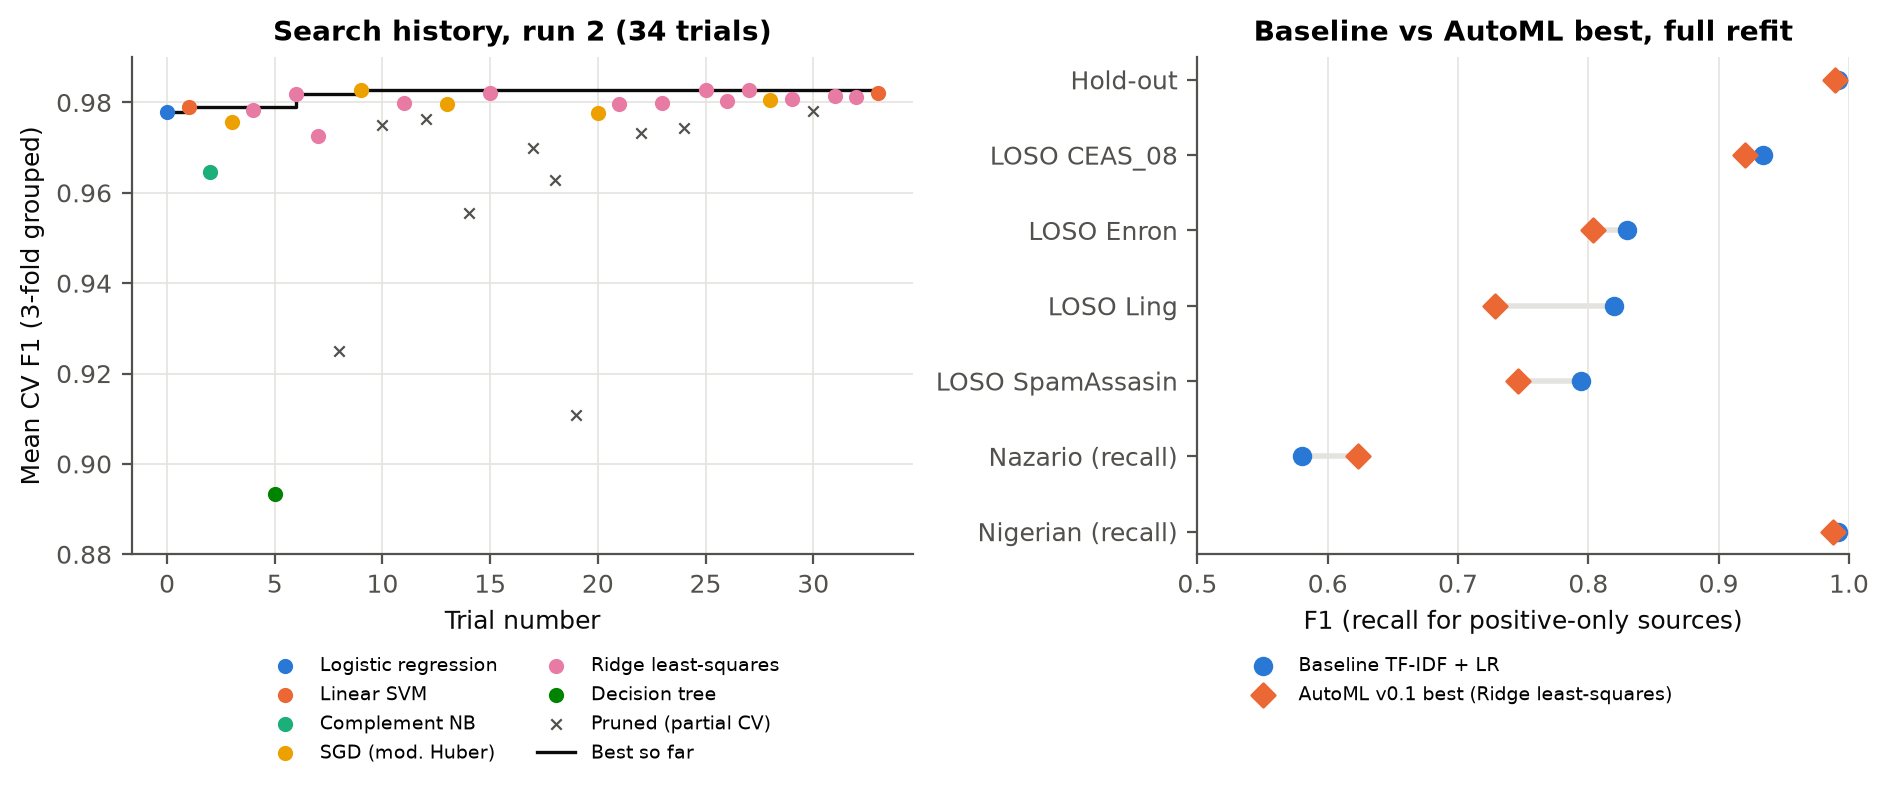 Search history, run 2 (34 trials)
Mean CV F1 (3-fold grouped)
0.98
0.96
0.94
0.92
0.90
0.88
0 5 10 15 20 25 30
Trial number
Logistic regression
Linear SVM
Complement NB
SGD (mod. Huber)
Ridge least-squares
Decision tree
Pruned (partial CV)
Best so far
Baseline vs AutoML best, full refit
Hold-out
LOSO CEAS_08
LOSO Enron
LOSO Ling
LOSO SpamAssasin
Nazario (recall)
Nigerian (recall)
0.5 0.6 0.7 0.8 0.9 1.0
F1 (recall for positive-only sources)
Baseline TF-IDF + LR
AutoML v0.1 best (Ridge least-squares)